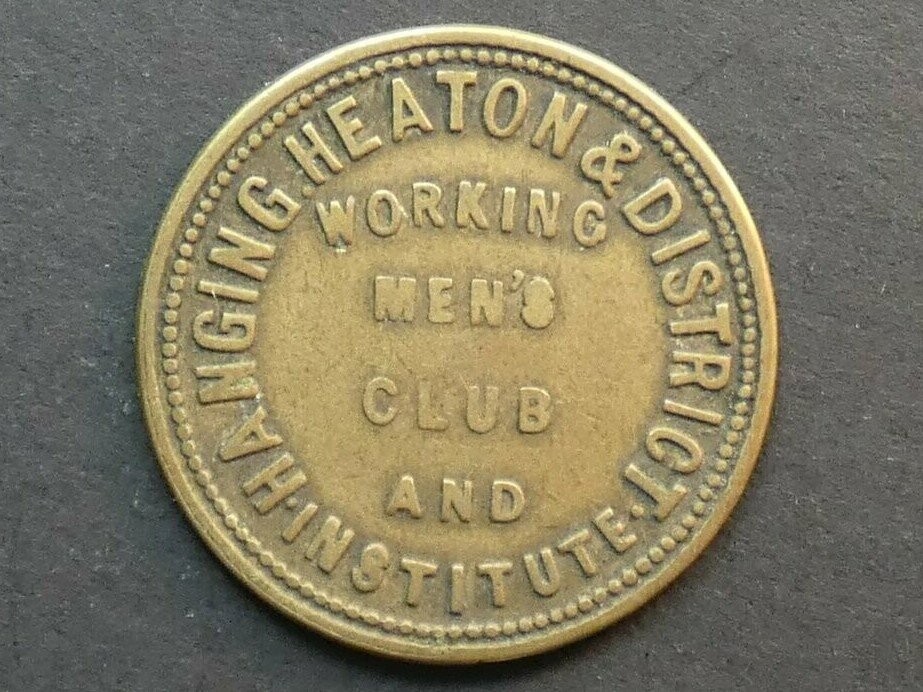 HANGING HEATON & DISTRICT
WORKING
MEN'S
CLUB
AND
·INSTITUTE·